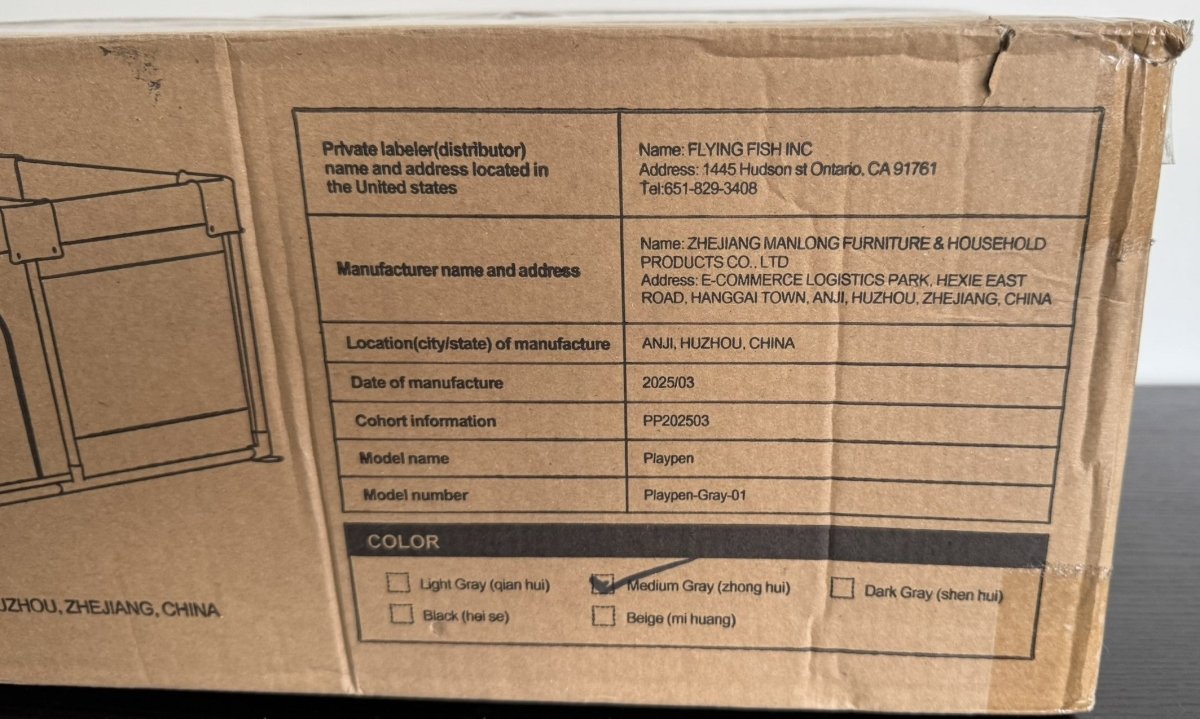 Private labeler(distributor)
name and address located in
the United states
Name: FLYING FISH INC
Address: 1445 Hudson st Ontario, CA 91761
Tel:651-829-3408
Manufacturer name and address
Name: ZHEJIANG MANLONG FURNITURE & HOUSEHOLD
PRODUCTS CO., LTD
Address: E-COMMERCE LOGISTICS PARK, HEXIE EAST
ROAD, HANGGAI TOWN, ANJI, HUZHOU, ZHEJIANG, CHINA
Location(city/state) of manufacture
ANJI, HUZHOU, CHINA
Date of manufacture
2025/03
Cohort information
PP202503
Model name
Playpen
Model number
Playpen-Gray-01
COLOR
Light Gray (qian hui)
Medium Gray (zhong hui)
Dark Gray (shen hui)
Black (hei se)
Beige (mi huang)
ZHEJIANG, CHINA